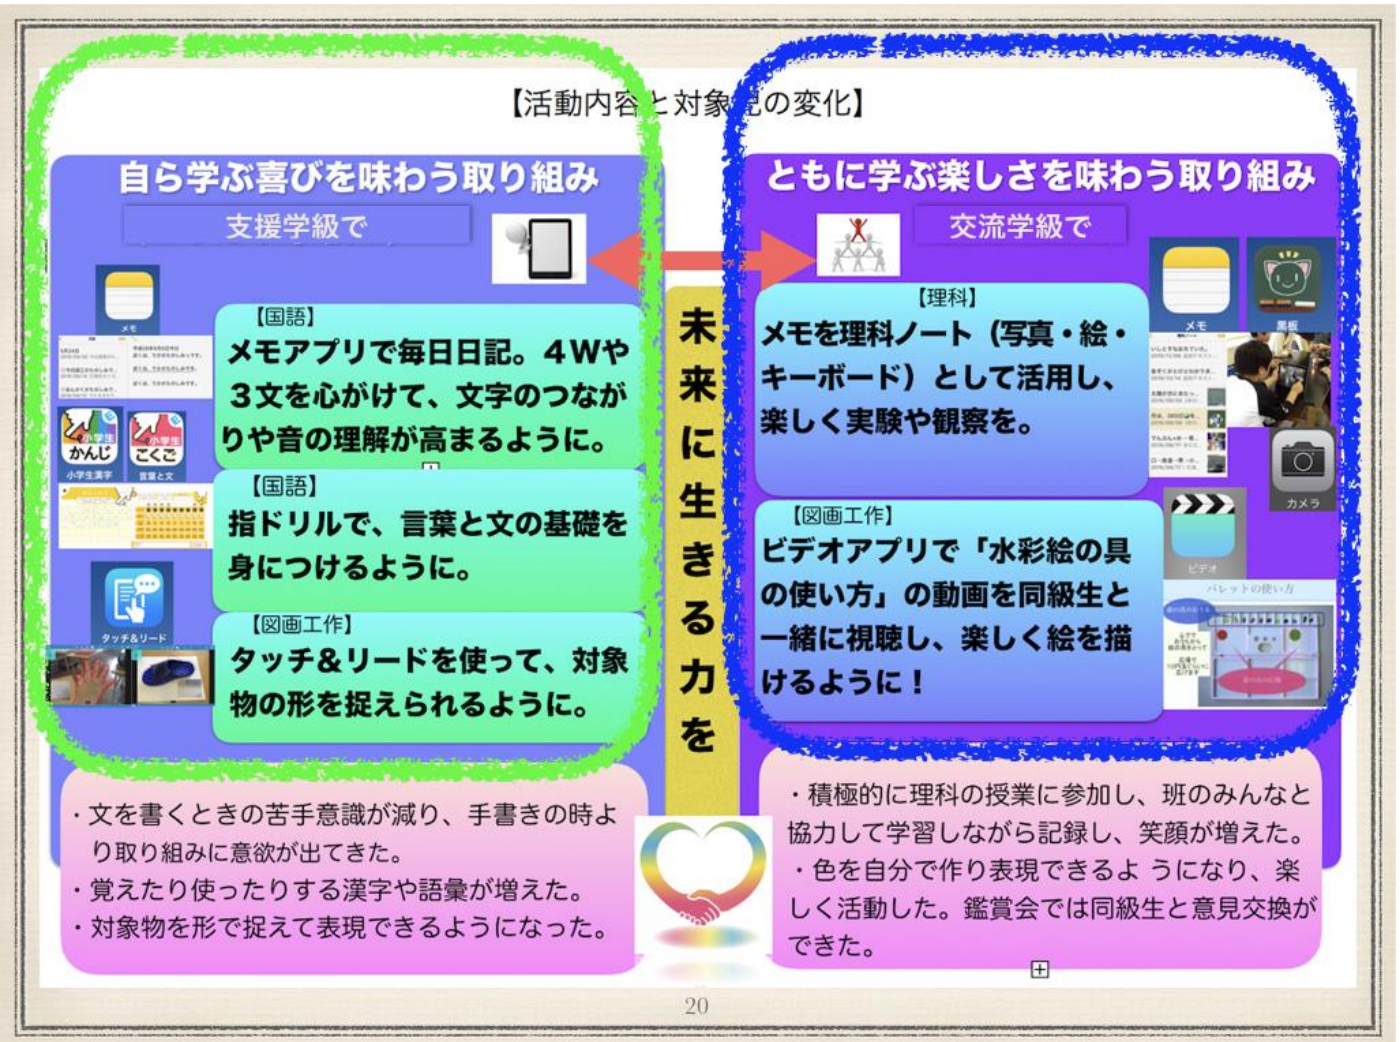 【活動内容と対象児の変化】
自ら学ぶ喜びを味わう取り組み
支援学級で
メモ
小学生
かんじ
小学生漢字
小学生
こくご
言葉と文
タッチ&リード
【国語】
メモアプリで毎日日記。４Wや
３文を心がけて、文字のつなが
りや音の理解が高まるように。
【国語】
指ドリルで、言葉と文の基礎を
身につけるように。
【図画工作】
タッチ&リードを使って、対象
物の形を捉えられるように。
・文を書くときの苦手意識が減り、手書きの時よ
り取り組みに意欲が出てきた。
・覚えたり使ったりする漢字や語彙が増えた。
・対象物を形で捉えて表現できるようになった。
未来に生きる力を
ともに学ぶ楽しさを味わう取り組み
交流学級で
【理科】
メモを理科ノート（写真・絵・
キーボード）として活用し、
楽しく実験や観察を。
【図画工作】
ビデオアプリで「水彩絵の具
の使い方」の動画を同級生と
一緒に視聴し、楽しく絵を描
けるように！
メモ
黒板
カメラ
ビデオ
パレットの使い方
・積極的に理科の授業に参加し、班のみんなと
協力して学習しながら記録し、笑顔が増えた。
・色を自分で作り表現できるよ うになり、楽
しく活動した。鑑賞会では同級生と意見交換が
できた。
20